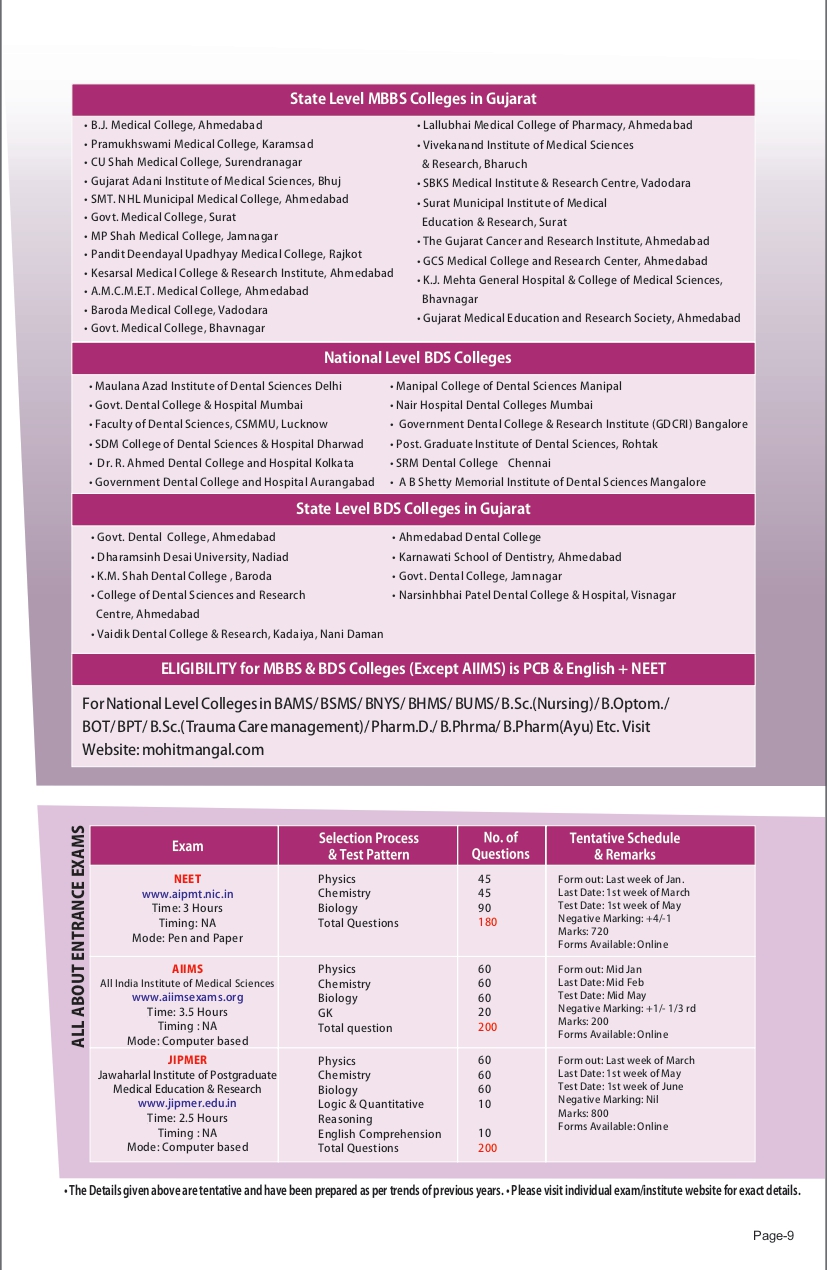 State Level MBBS Colleges in Gujarat
• B.J. Medical College, Ahmedabad
• Pramukhswami Medical College, Karamsad
• CU Shah Medical College, Surendranagar
• Gujarat Adani Institute of Medical Sciences, Bhuj
• SMT. NHL Municipal Medical College, Ahmedabad
• Govt. Medical College, Surat
• MP Shah Medical College, Jamnagar
• Pandit Deendayal Upadhyay Medical College, Rajkot
• Kesarsal Medical College & Research Institute, Ahmedabad
• A.M.C.M.E.T. Medical College, Ahmedabad
• Baroda Medical College, Vadodara
• Govt. Medical College, Bhavnagar
• Lallubhai Medical College of Pharmacy, Ahmedabad
• Vivekanand Institute of Medical Sciences
& Research, Bharuch
• SBKS Medical Institute & Research Centre, Vadodara
• Surat Municipal Institute of Medical
Education & Research, Surat
• The Gujarat Cancer and Research Institute, Ahmedabad
• GCS Medical College and Research Center, Ahmedabad
• K.J. Mehta General Hospital & College of Medical Sciences,
Bhavnagar
• Gujarat Medical Education and Research Society, Ahmedabad
National Level BDS Colleges
• Maulana Azad Institute of Dental Sciences Delhi
• Govt. Dental College & Hospital Mumbai
• Faculty of Dental Sciences, CSMMU, Lucknow
• SDM College of Dental Sciences & Hospital Dharwad
• Dr. R. Ahmed Dental College and Hospital Kolkata
• Government Dental College and Hospital Aurangabad
• Manipal College of Dental Sciences Manipal
• Nair Hospital Dental Colleges Mumbai
• Government Dental College & Research Institute (GDCRI) Bangalore
• Post. Graduate Institute of Dental Sciences, Rohtak
• SRM Dental College Chennai
• A B Shetty Memorial Institute of Dental Sciences Mangalore
State Level BDS Colleges in Gujarat
• Govt. Dental College, Ahmedabad
• Dharamsinh Desai University, Nadiad
• K.M. Shah Dental College , Baroda
• College of Dental Sciences and Research
Centre, Ahmedabad
• Vaidik Dental College & Research, Kadaiya, Nani Daman
• Ahmedabad Dental College
• Karnawati School of Dentistry, Ahmedabad
• Govt. Dental College, Jamnagar
• Narsinhbhai Patel Dental College & Hospital, Visnagar
ELIGIBILITY for MBBS & BDS Colleges (Except AIIMS) is PCB & English + NEET
For National Level Colleges in BAMS/ BSMS/ BNYS/ BHMS/ BUMS/ B.Sc.(Nursing)/ B.Optom./
BOT/ BPT/ B.Sc.( Trauma Care management)/ Pharm.D./ B.Phrma/ B.Pharm(Ayu) Etc. Visit
Website: mohitmangal.com
ALL ABOUT ENTRANCE EXAMS
Exam
Selection Process
& Test Pattern
No. of
Questions
Tentative Schedule
& Remarks
NEET
www.aipmt.nic.in
Time: 3 Hours
Timing: NA
Mode: Pen and Paper
Physics 45
Chemistry 45
Biology 90
Total Questions 180
Form out: Last week of Jan.
Last Date: 1st week of March
Test Date: 1st week of May
Negative Marking: +4/-1
Marks: 720
Forms Available: Online
AIIMS
All India Institute of Medical Sciences
www.aiimsexams.org
Time: 3.5 Hours
Timing : NA
Mode: Computer based
Physics 60
Chemistry 60
Biology 60
GK 20
Total question 200
Form out: Mid Jan
Last Date: Mid Feb
Test Date: Mid May
Negative Marking: +1/- 1/3 rd
Marks: 200
Forms Available: Online
JIPMER
Jawaharlal Institute of Postgraduate
Medical Education & Research
www.jipmer.edu.in
Time: 2.5 Hours
Timing : NA
Mode: Computer based
Physics 60
Chemistry 60
Biology 60
Logic & Quantitative 10
Reasoning
English Comprehension 10
Total Questions 200
Form out: Last week of March
Last Date: 1st week of May
Test Date: 1st week of June
Negative Marking: Nil
Marks: 800
Forms Available: Online
• The Details given above are tentative and have been prepared as per trends of previous years. • Please visit individual exam/institute website for exact details.
Page-9